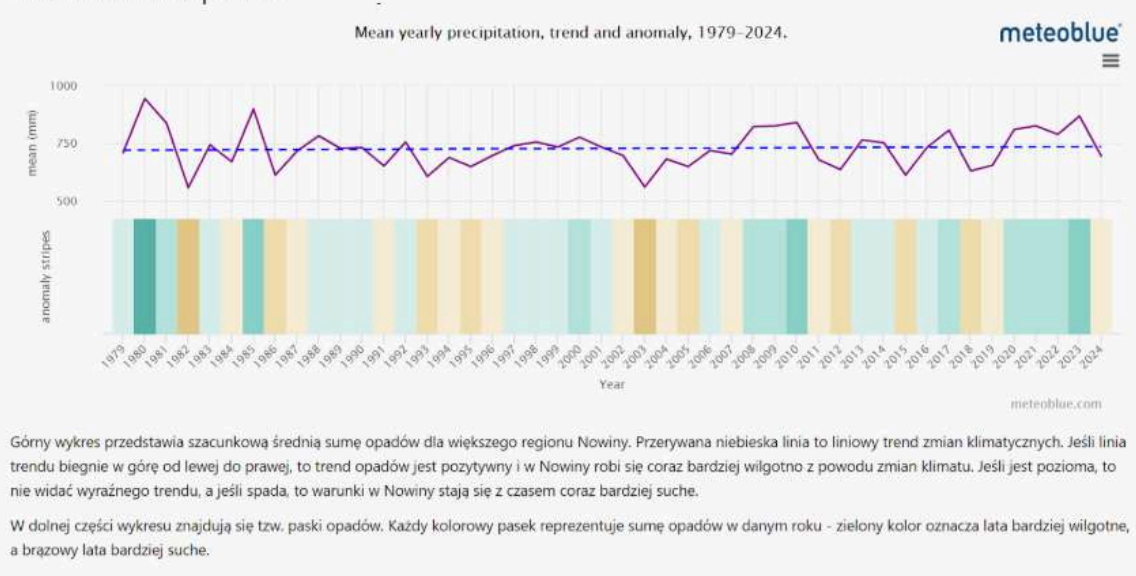 Mean yearly precipitation, trend and anomaly, 1979-2024.
meteoblue®
1000
750
500
mean (mm)
anomaly stripes
1979 1980 1981 1982 1983 1984 1985 1986 1987 1988 1989 1990 1991 1992 1993 1994 1995 1996 1997 1998 1999 2000 2001 2002 2003 2004 2005 2006 2007 2008 2009 2010 2011 2012 2013 2014 2015 2016 2017 2018 2019 2020 2021 2022 2023 2024
Year
meteoblue.com
Górny wykres przedstawia szacunkową średnią sumę opadów dla większego regionu Nowiny. Przerywana niebieska linia to liniowy trend zmian klimatycznych. Jeśli linia
trendu biegnie w górę od lewej do prawej, to trend opadów jest pozytywny i w Nowiny robi się coraz bardziej wilgotno z powodu zmian klimatu. Jeśli jest pozioma, to
nie widać wyraźnego trendu, a jeśli spada, to warunki w Nowiny stają się z czasem coraz bardziej suche.
W dolnej części wykresu znajdują się tzw. paski opadów. Każdy kolorowy pasek reprezentuje sumę opadów w danym roku - zielony kolor oznacza lata bardziej wilgotne,
a brązowy lata bardziej suche.